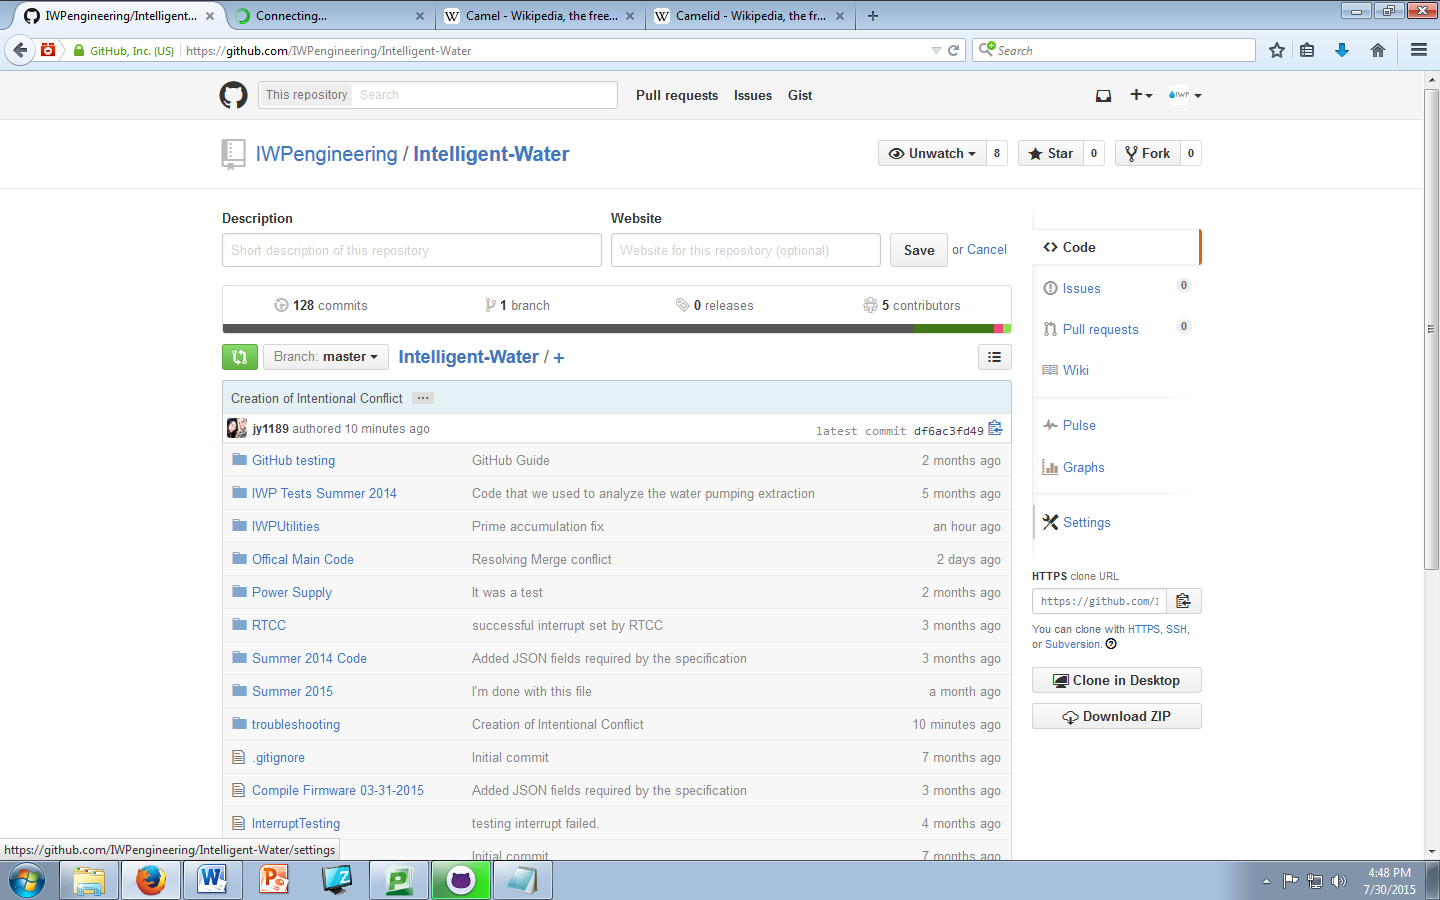 IWPengineering/Intelligent...
Connecting...
Camel - Wikipedia, the free...
Camelid - Wikipedia, the fr...
GitHub, Inc. (US)
https://github.com/IWPengineering/Intelligent-Water
Search
This repository
Search
Pull requests
Issues
Gist
IWP
IWPengineering / Intelligent-Water
Unwatch 8
Star 0
Fork 0
Description
Website
Short description of this repository
Website for this repository (optional)
Save or Cancel
128 commits
1 branch
0 releases
5 contributors
Branch: master
Intelligent-Water / +
Creation of Intentional Conflict ...
jy1189 authored 10 minutes ago
latest commit df6ac3fd49
GitHub testing GitHub Guide 2 months ago
IWP Tests Summer 2014 Code that we used to analyze the water pumping extraction 5 months ago
IWPUtilities Prime accumulation fix an hour ago
Offical Main Code Resolving Merge conflict 2 days ago
Power Supply It was a test 2 months ago
RTCC successful interrupt set by RTCC 3 months ago
Summer 2014 Code Added JSON fields required by the specification 3 months ago
Summer 2015 I'm done with this file a month ago
troubleshooting Creation of Intentional Conflict 10 minutes ago
.gitignore Initial commit 7 months ago
Compile Firmware 03-31-2015 Added JSON fields required by the specification 3 months ago
InterruptTesting testing interrupt failed. 4 months ago
Initial commit 7 months ago
Code
Issues 0
Pull requests 0
Wiki
Pulse
Graphs
Settings
HTTPS clone URL
https://github.com/I
You can clone with HTTPS, SSH,
or Subversion.
Clone in Desktop
Download ZIP
https://github.com/IWPengineering/Intelligent-Water/settings
4:48 PM
7/30/2015